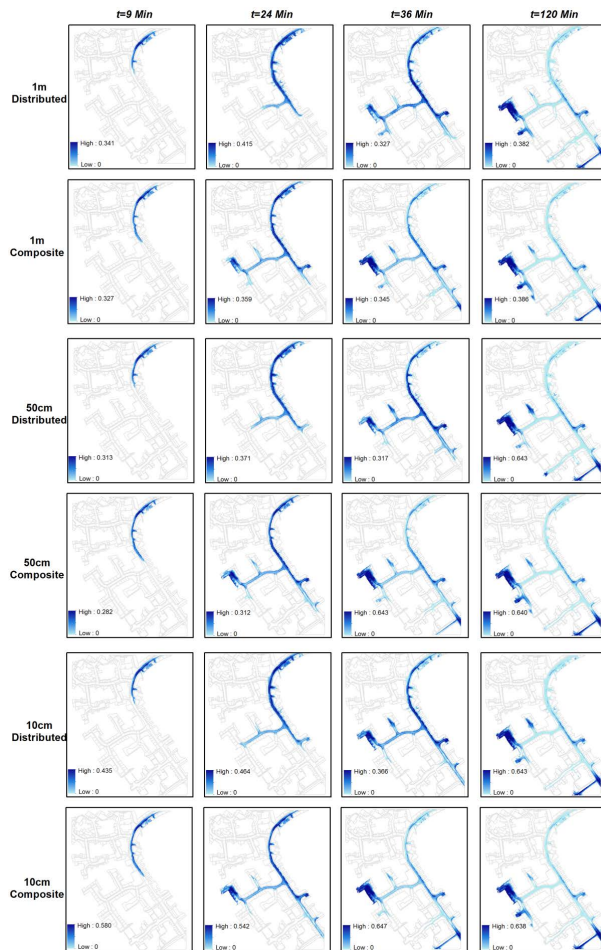 t=9 Min t=24 Min t=36 Min t=120 Min
1m
Distributed
High : 0.341 High : 0.415 High : 0.327 High : 0.382
Low : 0 Low : 0 Low : 0 Low : 0
1m
Composite
High : 0.327 High : 0.359 High : 0.345 High : 0.386
Low : 0 Low : 0 Low : 0 Low : 0
50cm
Distributed
High : 0.313 High : 0.371 High : 0.317 High : 0.643
Low : 0 Low : 0 Low : 0 Low : 0
50cm
Composite
High : 0.282 High : 0.312 High : 0.643 High : 0.640
Low : 0 Low : 0 Low : 0 Low : 0
10cm
Distributed
High : 0.435 High : 0.464 High : 0.366 High : 0.643
Low : 0 Low : 0 Low : 0 Low : 0
10cm
Composite
High : 0.580 High : 0.542 High : 0.647 High : 0.638
Low : 0 Low : 0 Low : 0 Low : 0